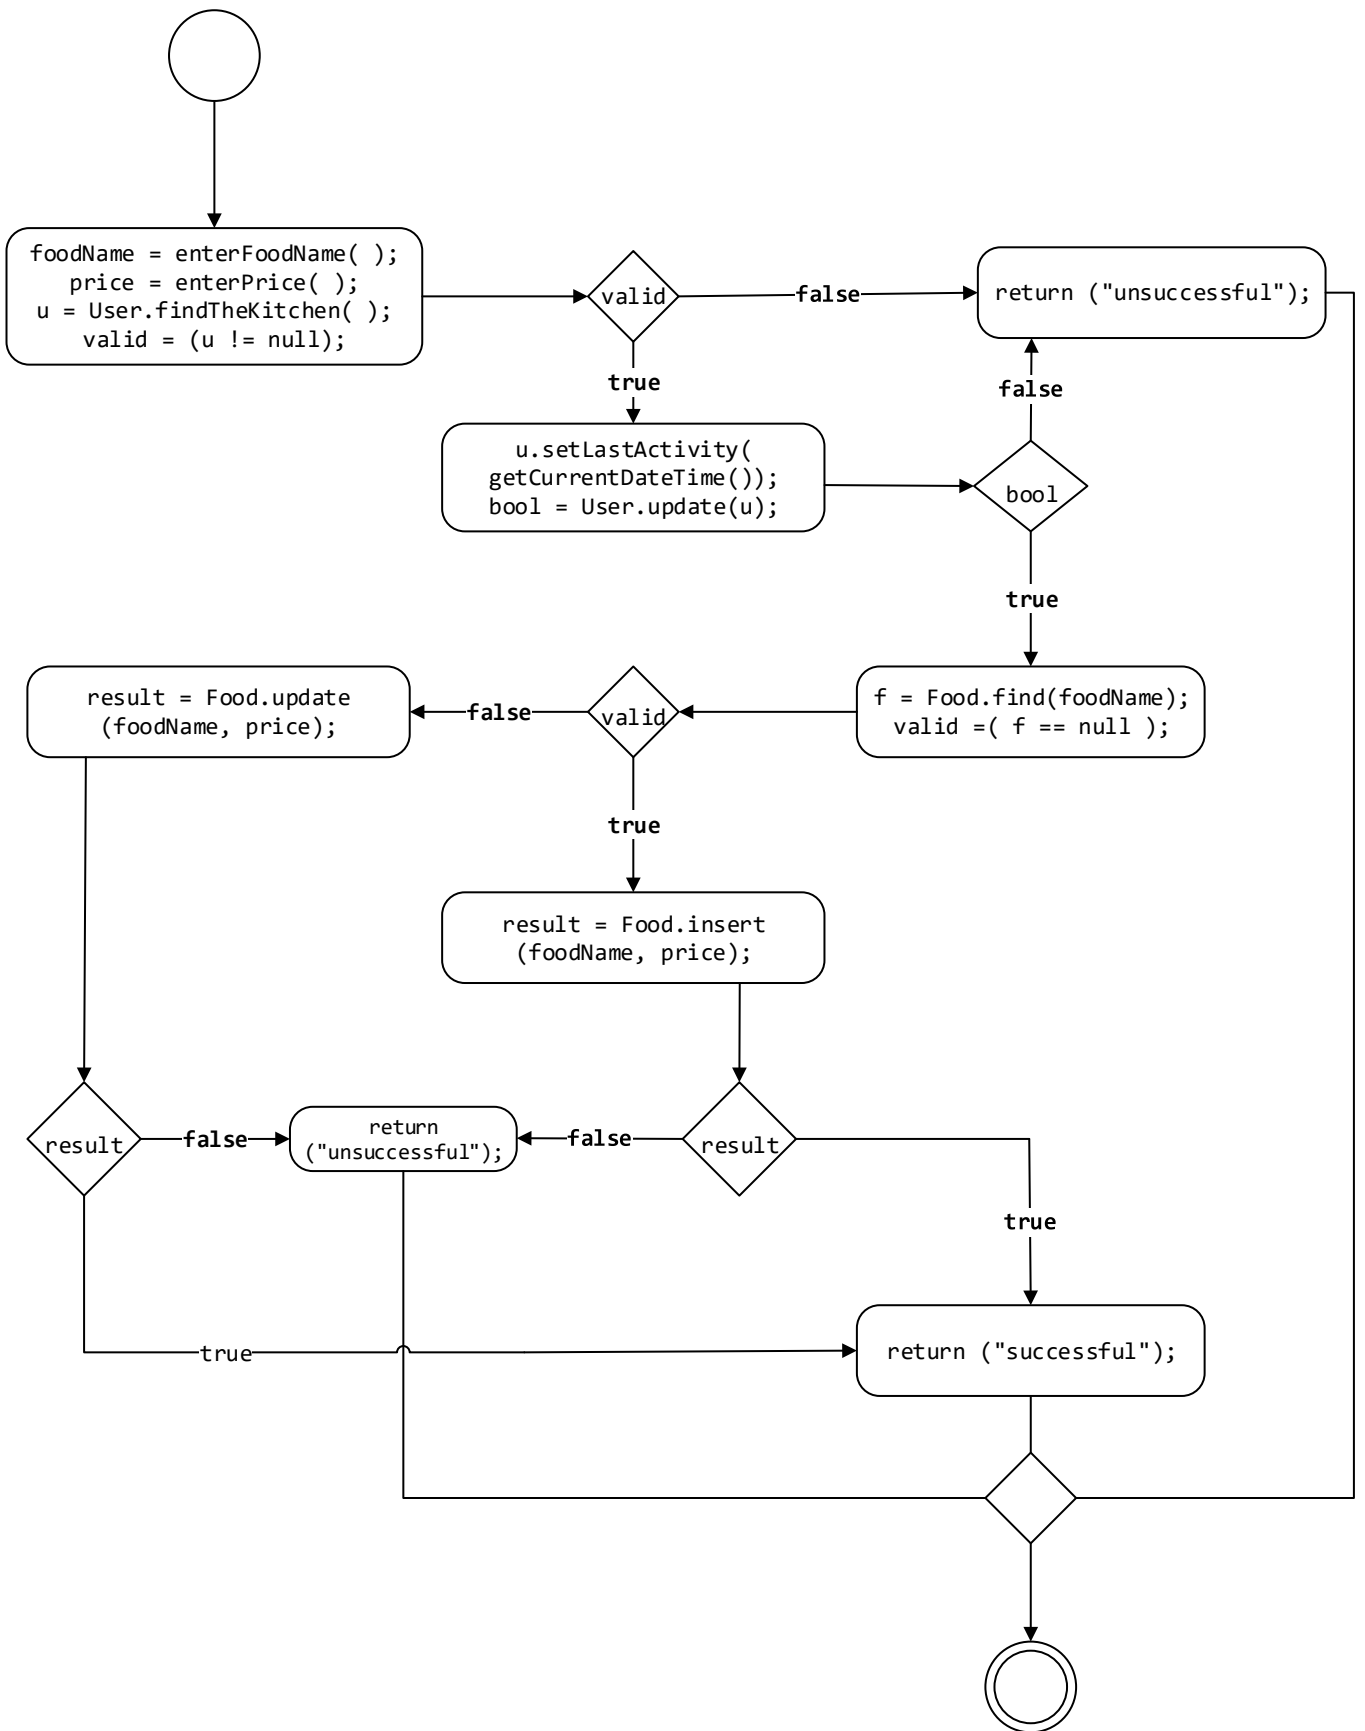 foodName = enterFoodName( );
price = enterPrice( );
u = User.findTheKitchen( );
valid = (u != null);
valid
false
return ("unsuccessful");
true
false
u.setLastActivity(
getCurrentDateTime());
bool = User.update(u);
bool
true
f = Food.find(foodName);
valid =( f == null );
valid
false
result = Food.update
(foodName, price);
true
result = Food.insert
(foodName, price);
result
false
return
("unsuccessful");
false
result
true
true
return ("successful");